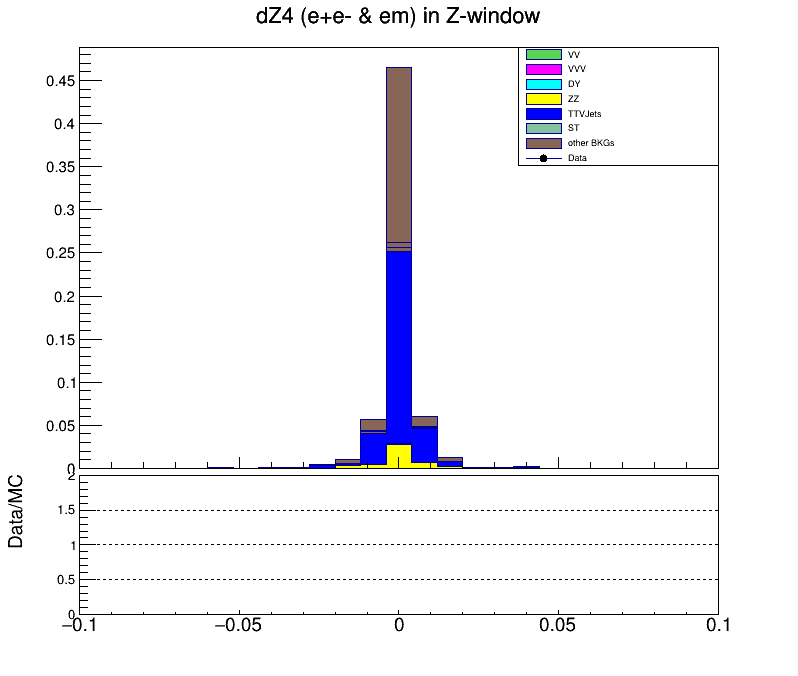 dZ4 (e+e- & em) in Z-window
VV
VVV
DY
ZZ
TTVJets
ST
other BKGs
Data
0.45
0.4
0.35
0.3
0.25
0.2
0.15
0.1
0.05
0
Data/MC
2
1.5
1
0.5
0
−0.1 −0.05 0 0.05 0.1